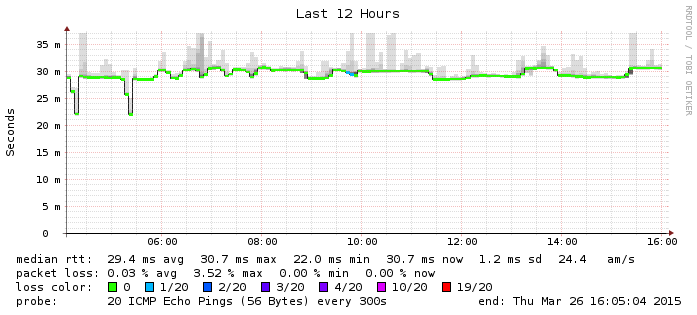 Last 12 Hours
RRDTOOL / TOBI OETIKER
Seconds
35 m
30 m
25 m
20 m
15 m
10 m
5 m
0
06:00 08:00 10:00 12:00 14:00 16:00
median rtt: 29.4 ms avg 30.7 ms max 22.0 ms min 30.7 ms now 1.2 ms sd 24.4 am/s
packet loss: 0.03 % avg 3.52 % max 0.00 % min 0.00 % now
loss color: 0 1/20 2/20 3/20 4/20 10/20 19/20
probe: 20 ICMP Echo Pings (56 Bytes) every 300s end: Thu Mar 26 16:05:04 2015